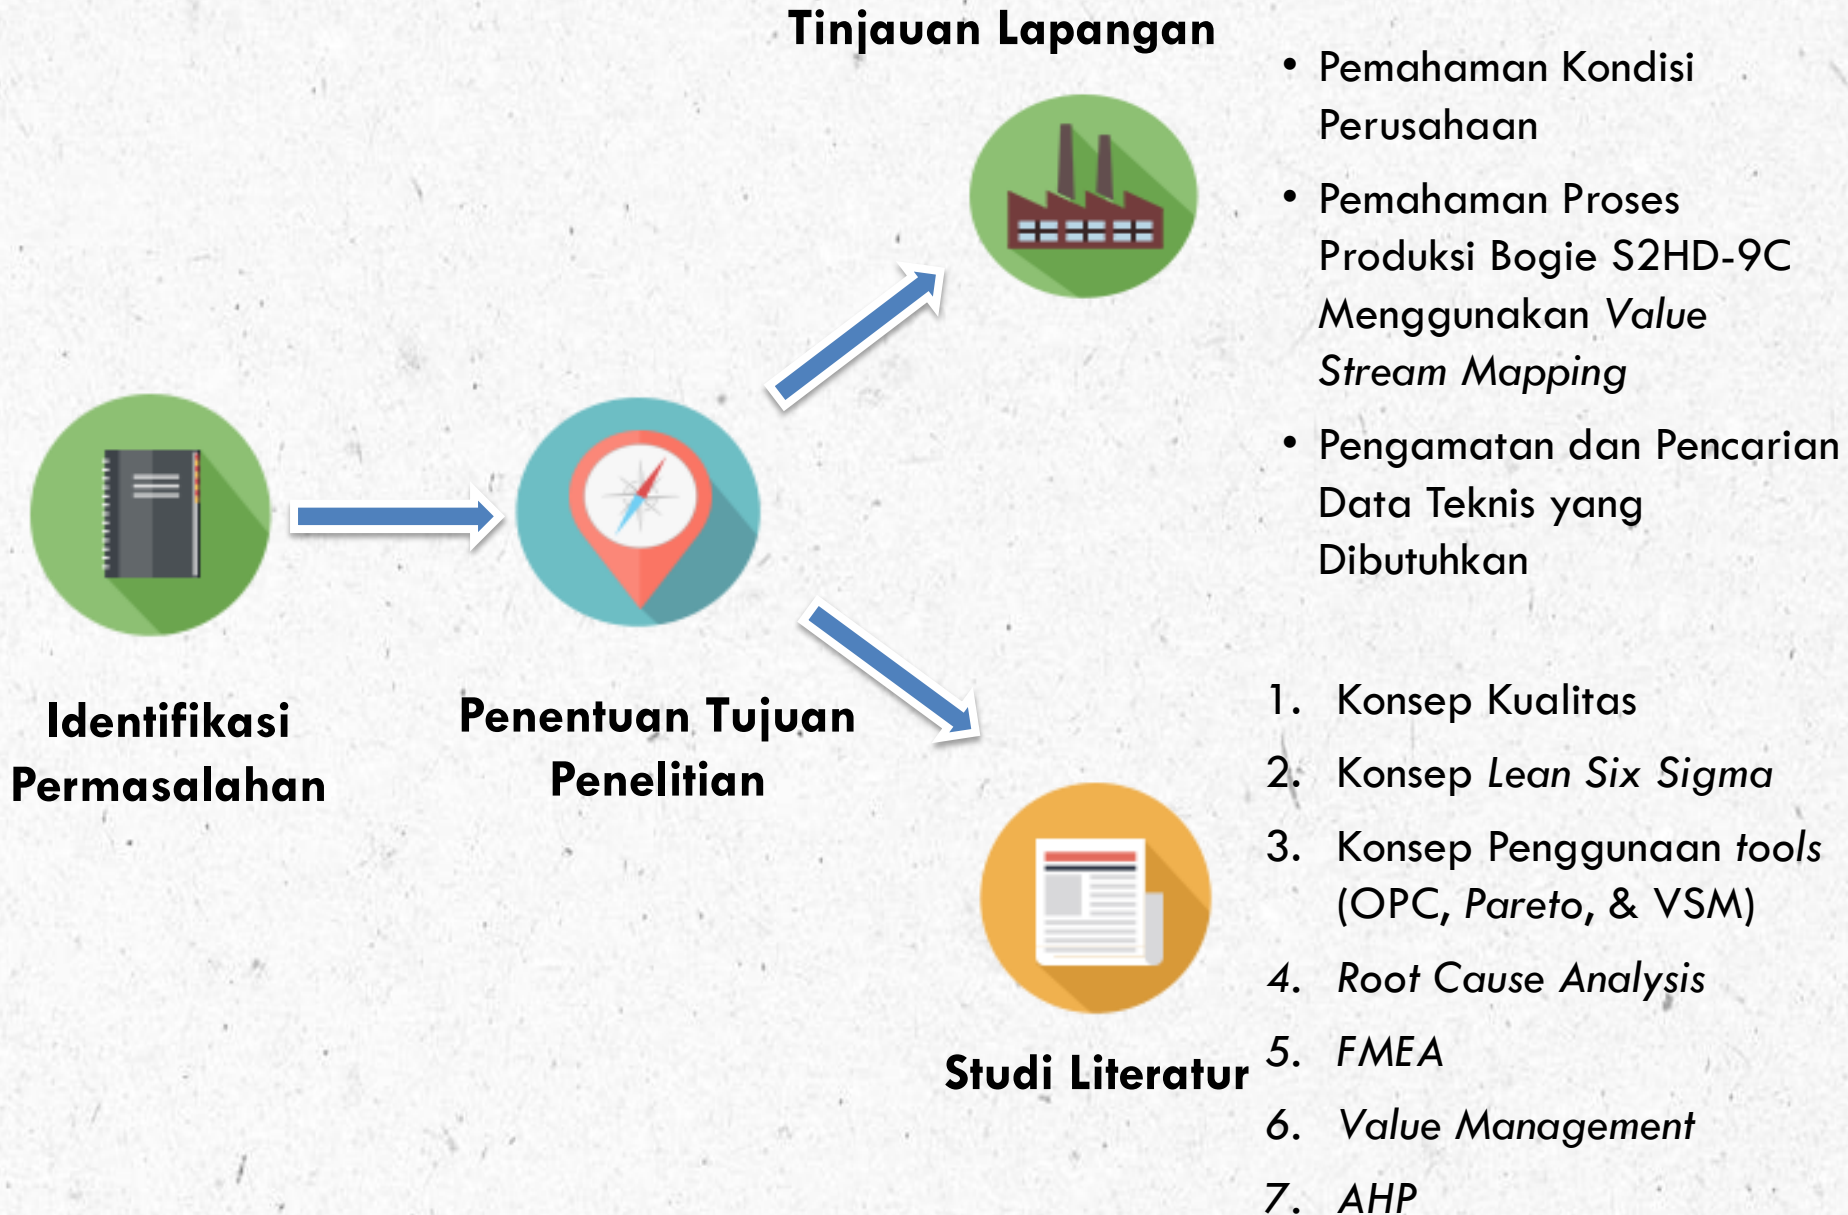 Tinjauan Lapangan
• Pemahaman Kondisi
Perusahaan
• Pemahaman Proses
Produksi Bogie S2HD-9C
Menggunakan Value
Stream Mapping
• Pengamatan dan Pencarian
Data Teknis yang
Dibutuhkan
Identifikasi
Permasalahan
Penentuan Tujuan
Penelitian
Studi Literatur
1. Konsep Kualitas
2. Konsep Lean Six Sigma
3. Konsep Penggunaan tools
(OPC, Pareto, & VSM)
4. Root Cause Analysis
5. FMEA
6. Value Management
7. AHP